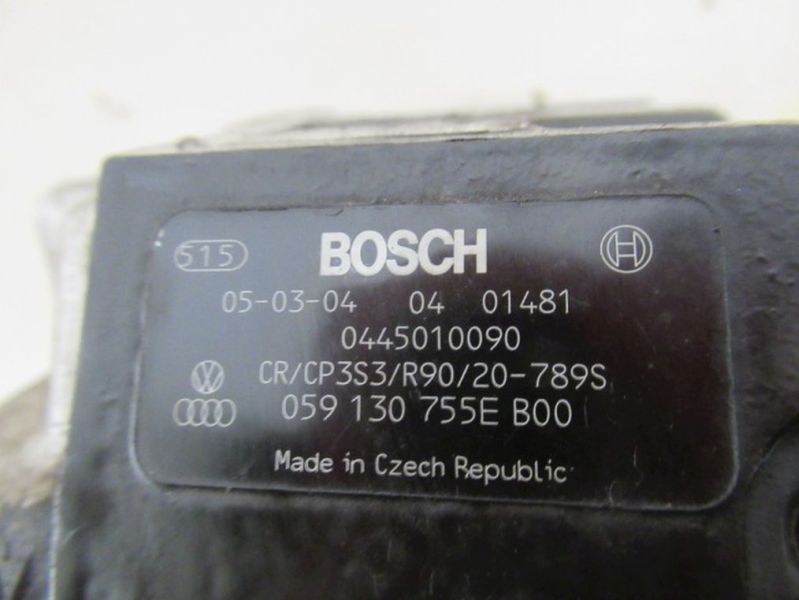 515 BOSCH
05-03-04 04 01481
0445010090
CR/CP3S3/R90/20-789S
059 130 755E B00
Made in Czech Republic